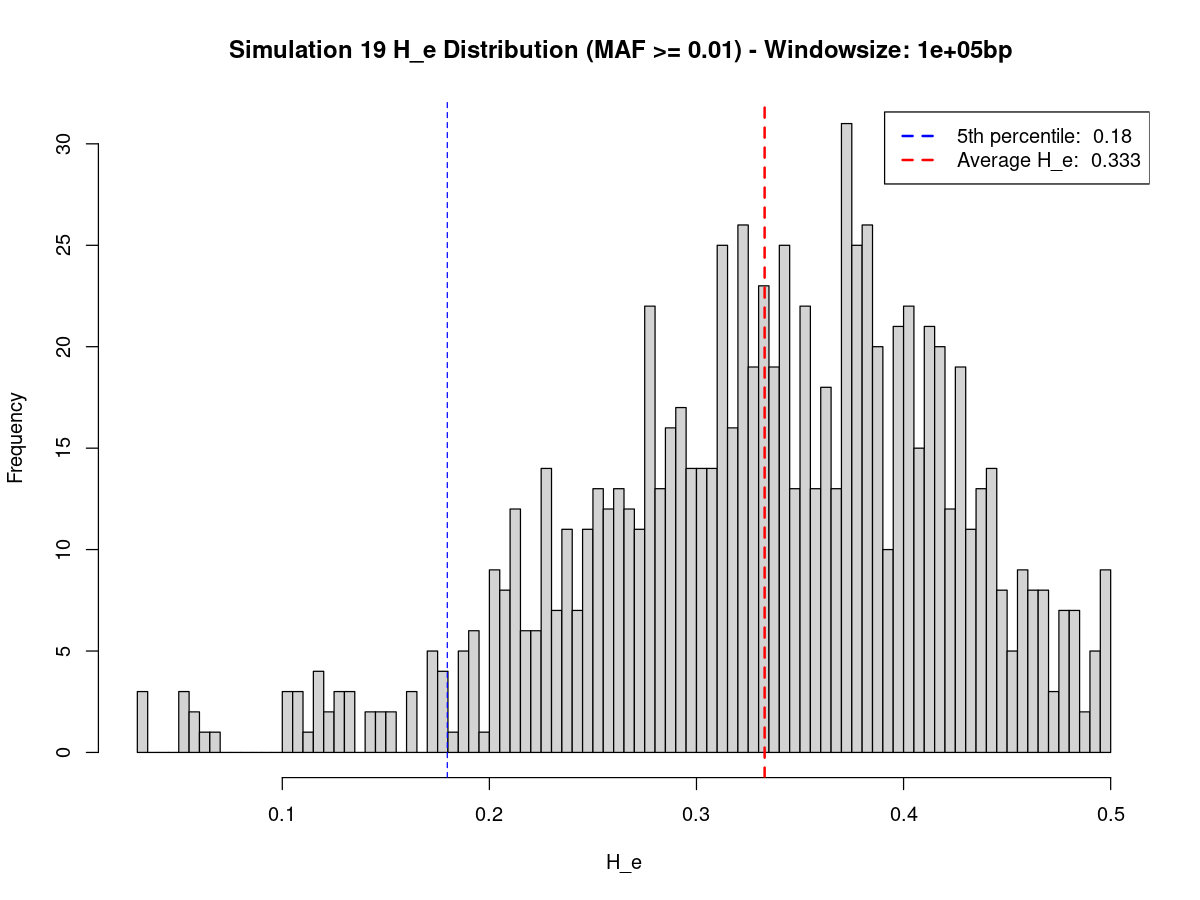 Simulation 19 H_e Distribution (MAF >= 0.01) - Windowsize: 1e+05bp
5th percentile: 0.18
Average H_e: 0.333
Frequency
30
25
20
15
10
5
0
0.1 0.2 0.3 0.4 0.5
H_e